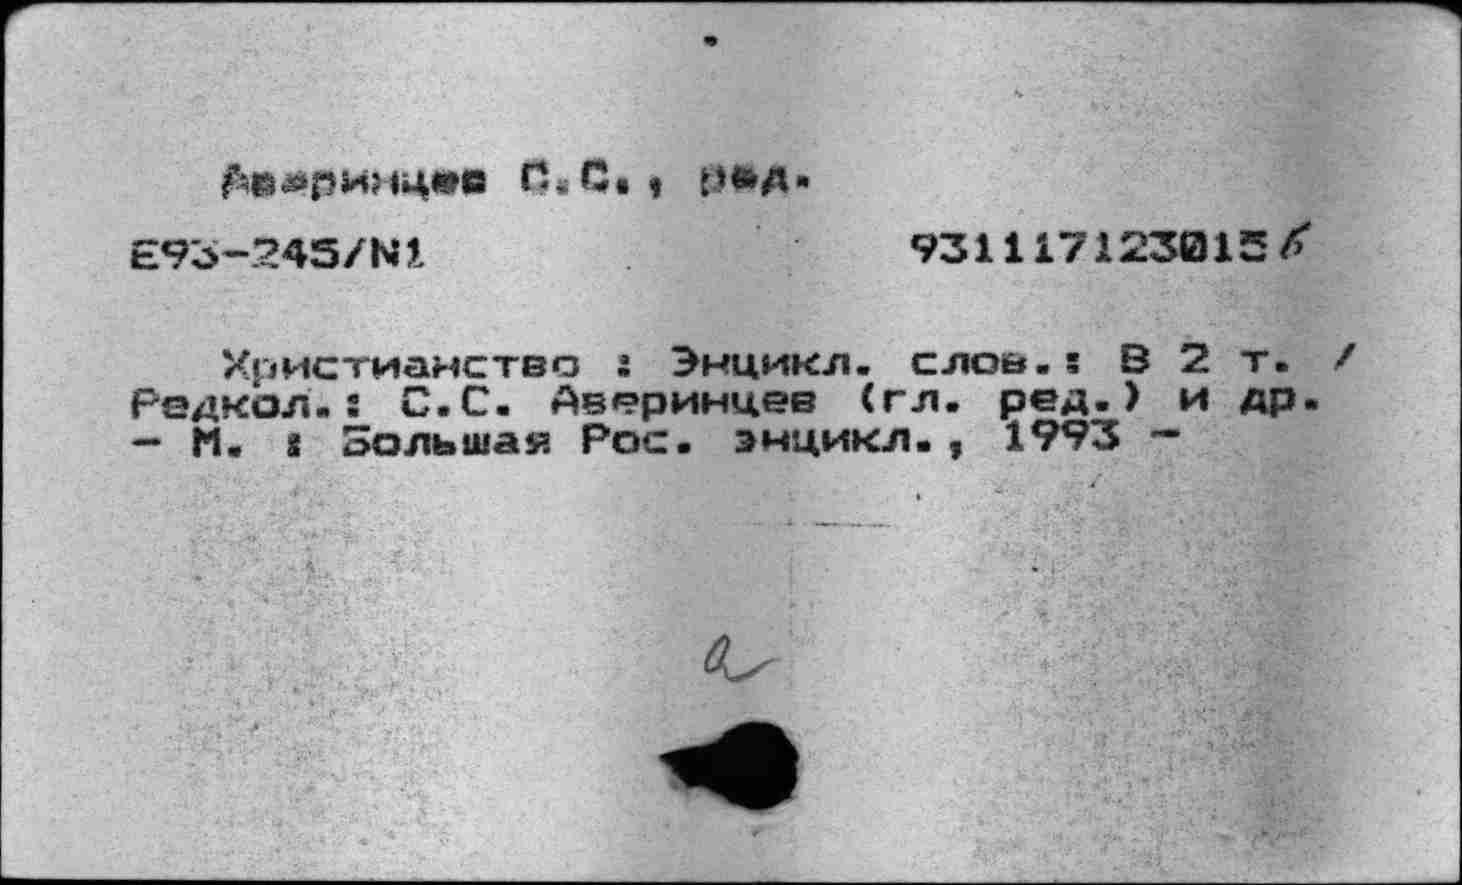 Аверинцев С.С., ред.
Е93-245/N1 9311171230156
Христианство : Энцикл. слов.: В 2 т. /
Редкол.: С.С. Аверинцев (гл. ред.) и др.
- М. : Большая Рос. энцикл., 1993 -
a